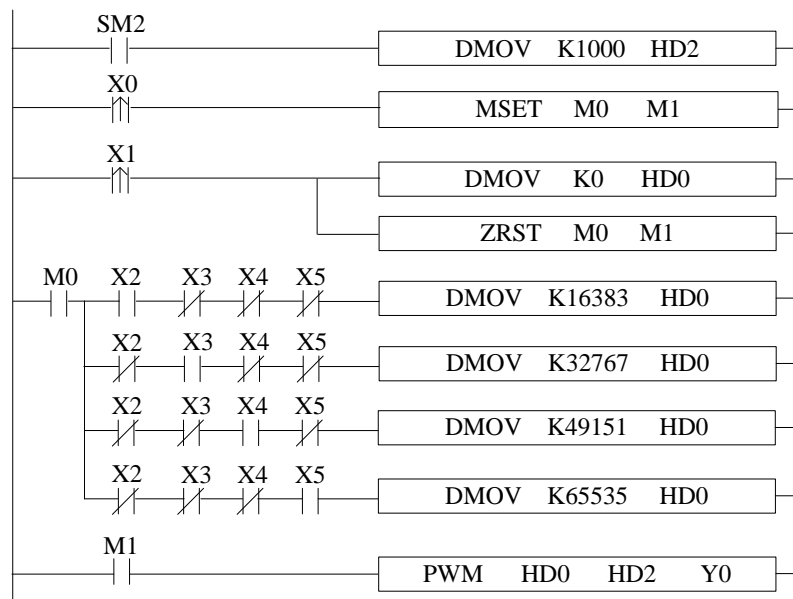 SM2
DMOV K1000 HD2
X0
MSET M0 M1
X1
DMOV K0 HD0
ZRST M0 M1
M0 X2 X3 X4 X5
DMOV K16383 HD0
X2 X3 X4 X5
DMOV K32767 HD0
X2 X3 X4 X5
DMOV K49151 HD0
X2 X3 X4 X5
DMOV K65535 HD0
M1
PWM HD0 HD2 Y0